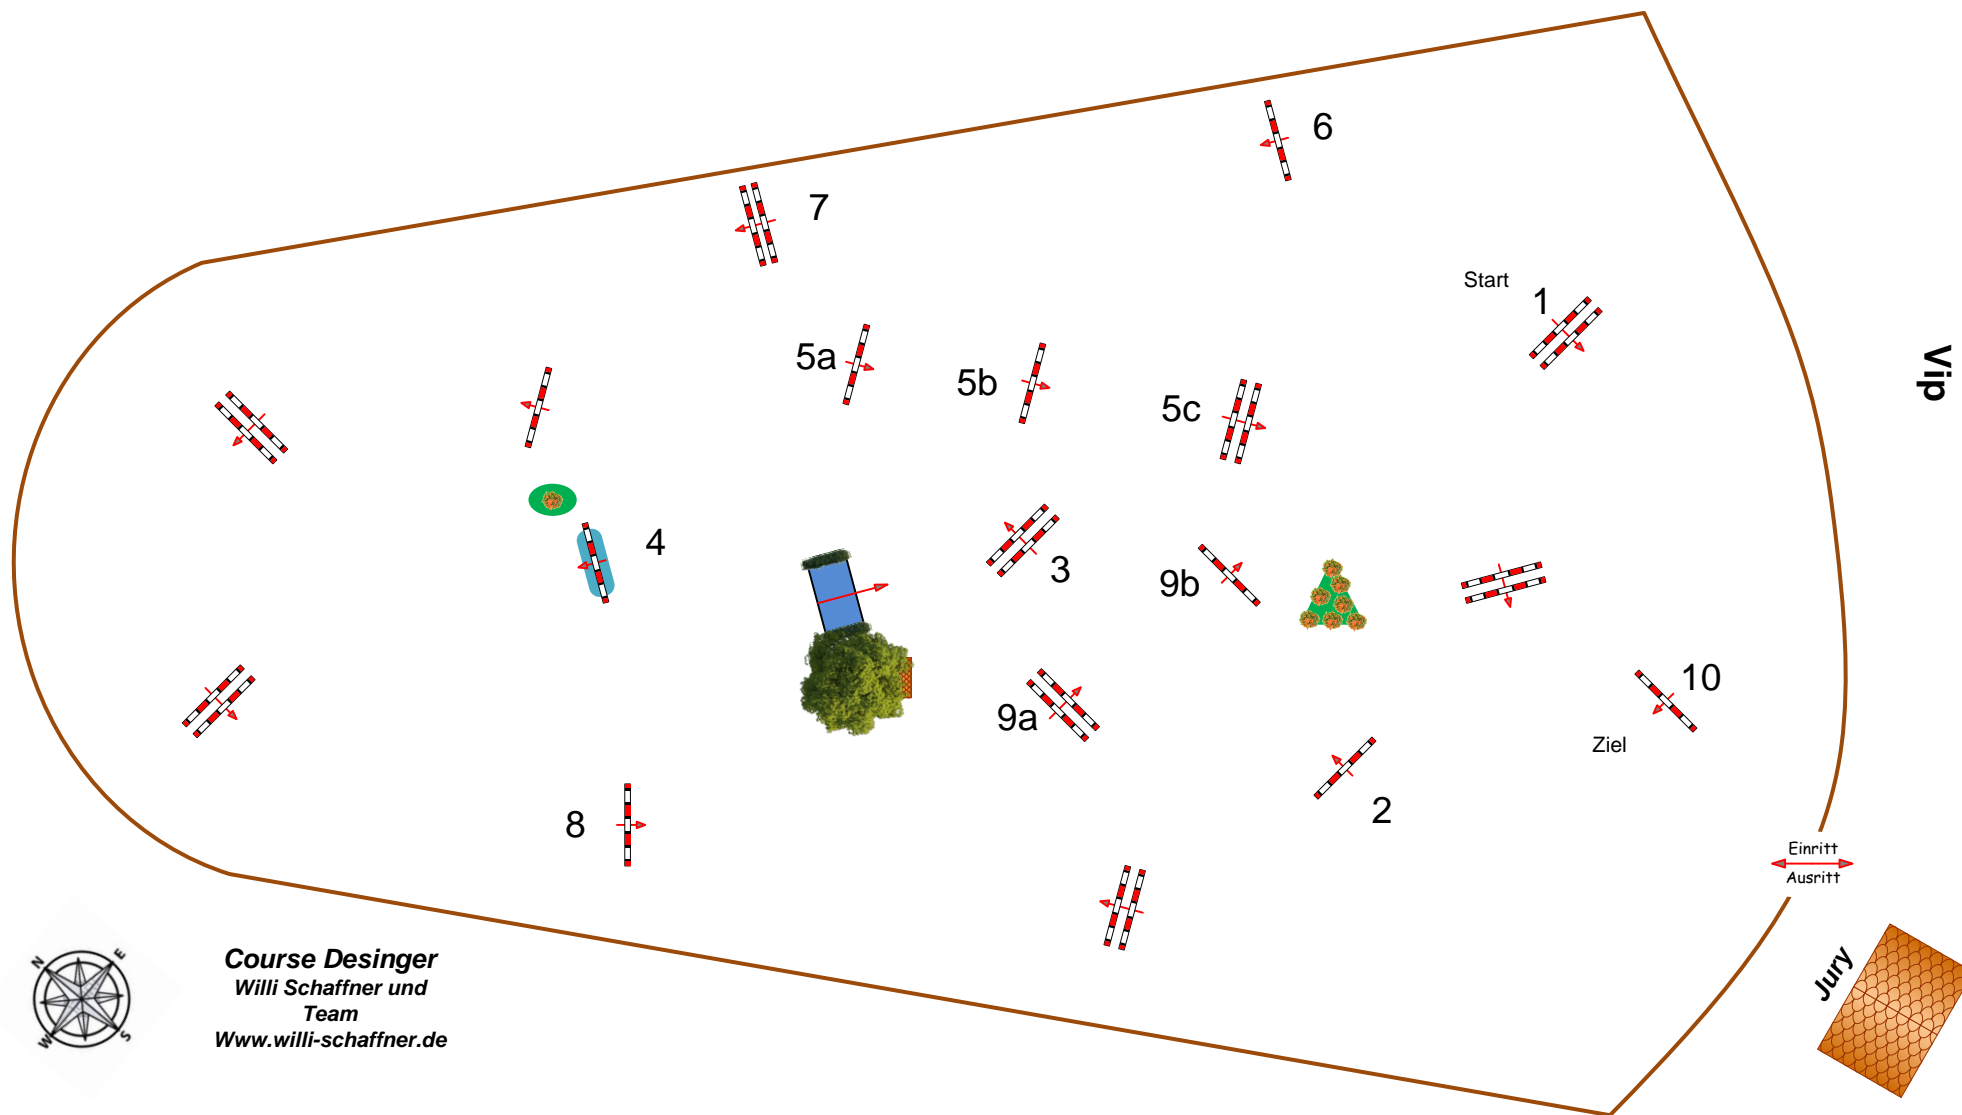 6
7
Start
1
5a
5b
5c
Vip
4
3
9b
10
9a
Ziel
2
8
Einritt
Ausritt
Jury
N
E
W
S
Course Desinger
Willi Schaffner und
Team
Www.willi-schaffner.de